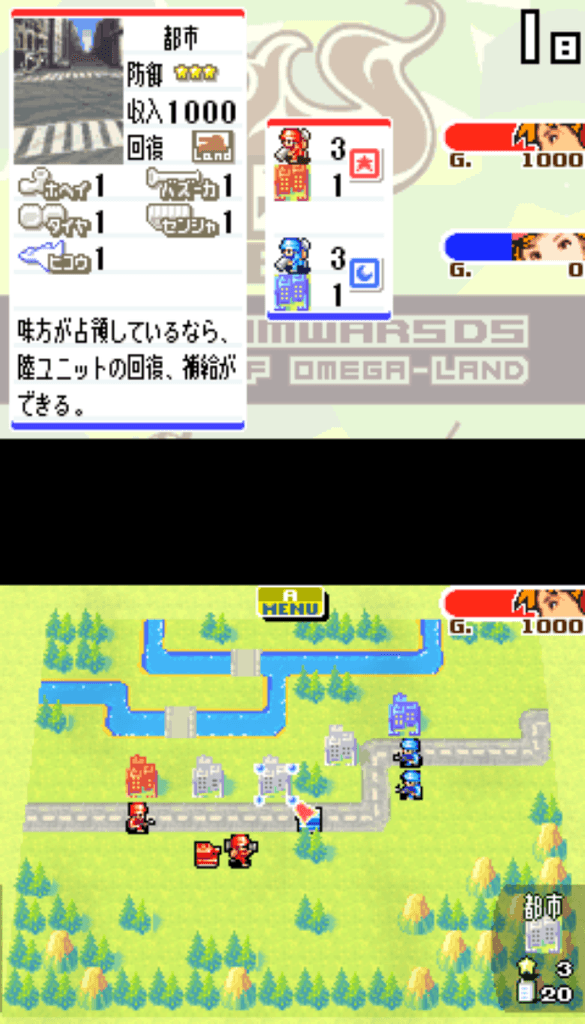 都市
防御
収入1000
回復 Land
ホヘイ1 バズーカ1
タイヤ1 センシャ1
ヒコウ1
味方が占領しているなら、
陸ユニットの回復、補給が
できる。
3
1
3
1
1日
G. 1000
G. 0
OMEGA-LAND
A
MENU
G. 1000
都市
3
20